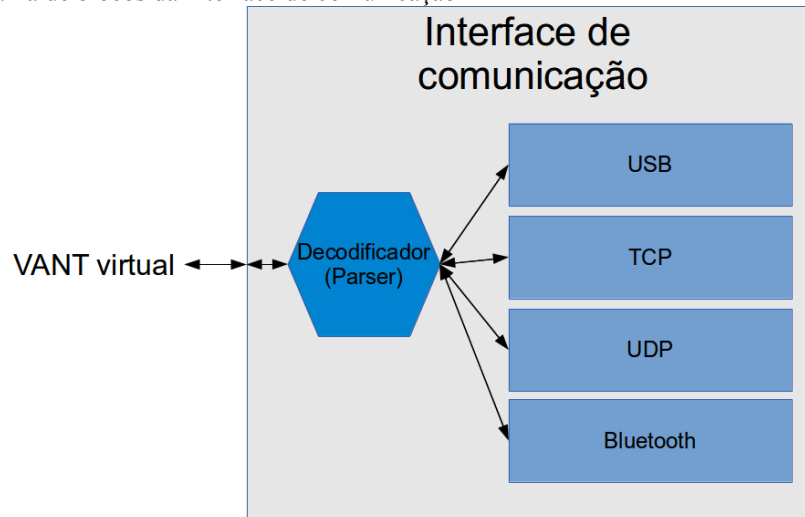 Interface de
comunicação
USB
Decodificador
(Parser)
TCP
VANT virtual
UDP
Bluetooth